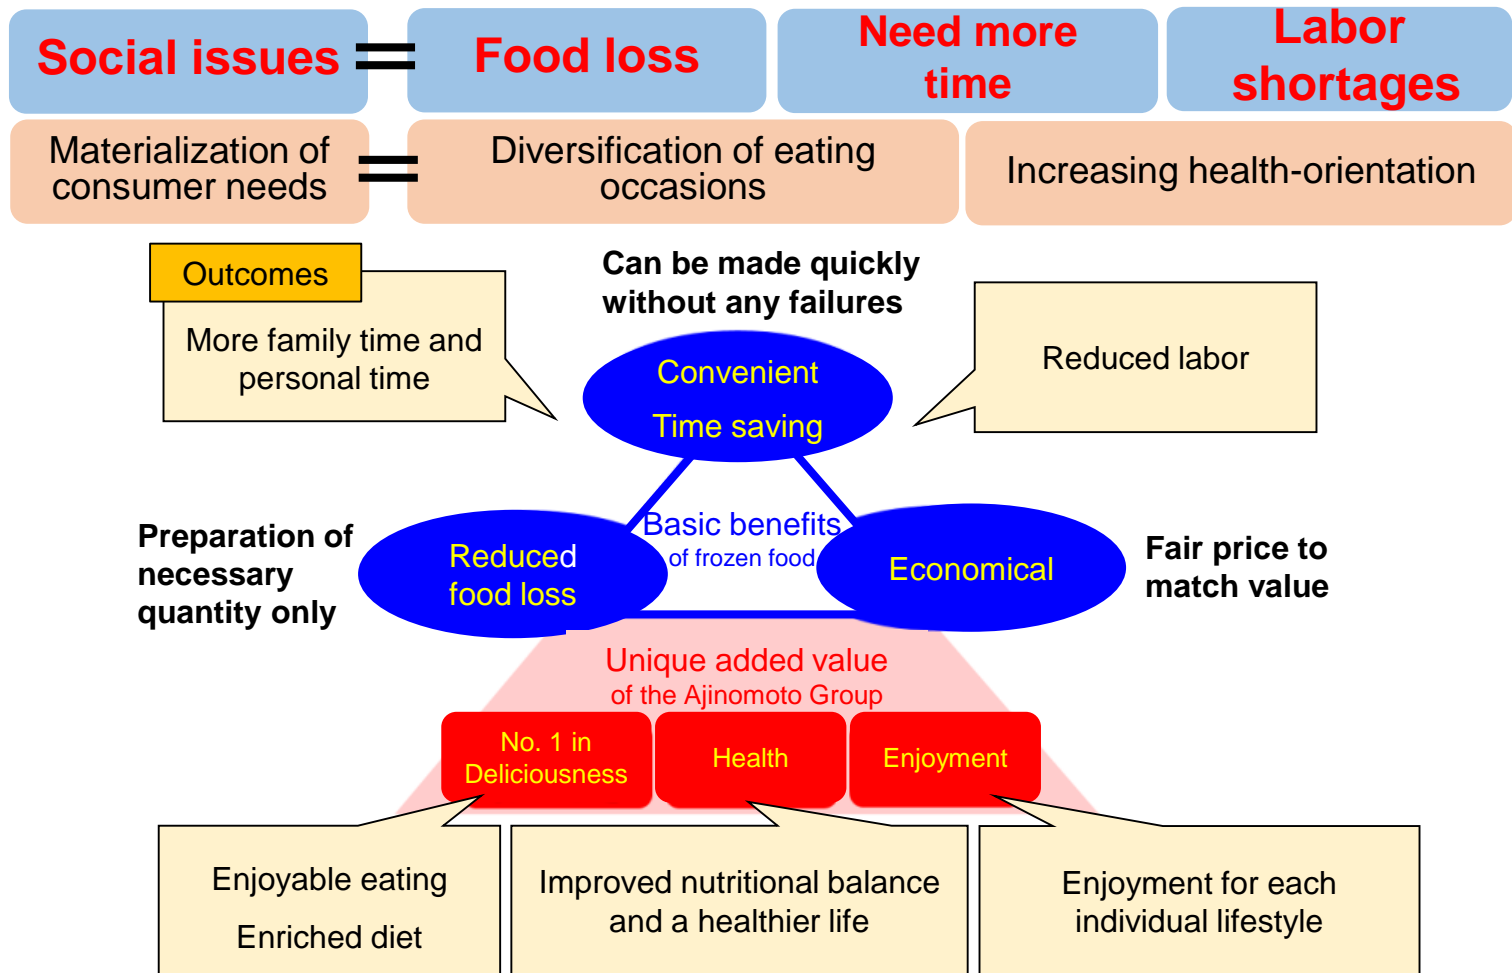 Social issues = Food loss
Need more
time
Labor
shortages
Materialization of
consumer needs
=
Diversification of eating
occasions
Increasing health-orientation
Outcomes
More family time and
personal time
Can be made quickly
without any failures
Convenient
Time saving
Reduced labor
Preparation of
necessary
quantity only
Reduced
food loss
Basic benefits
of frozen food
Economical
Fair price to
match value
Unique added value
of the Ajinomoto Group
No. 1 in
Deliciousness
Health
Enjoyment
Enjoyable eating
Enriched diet
Improved nutritional balance
and a healthier life
Enjoyment for each
individual lifestyle